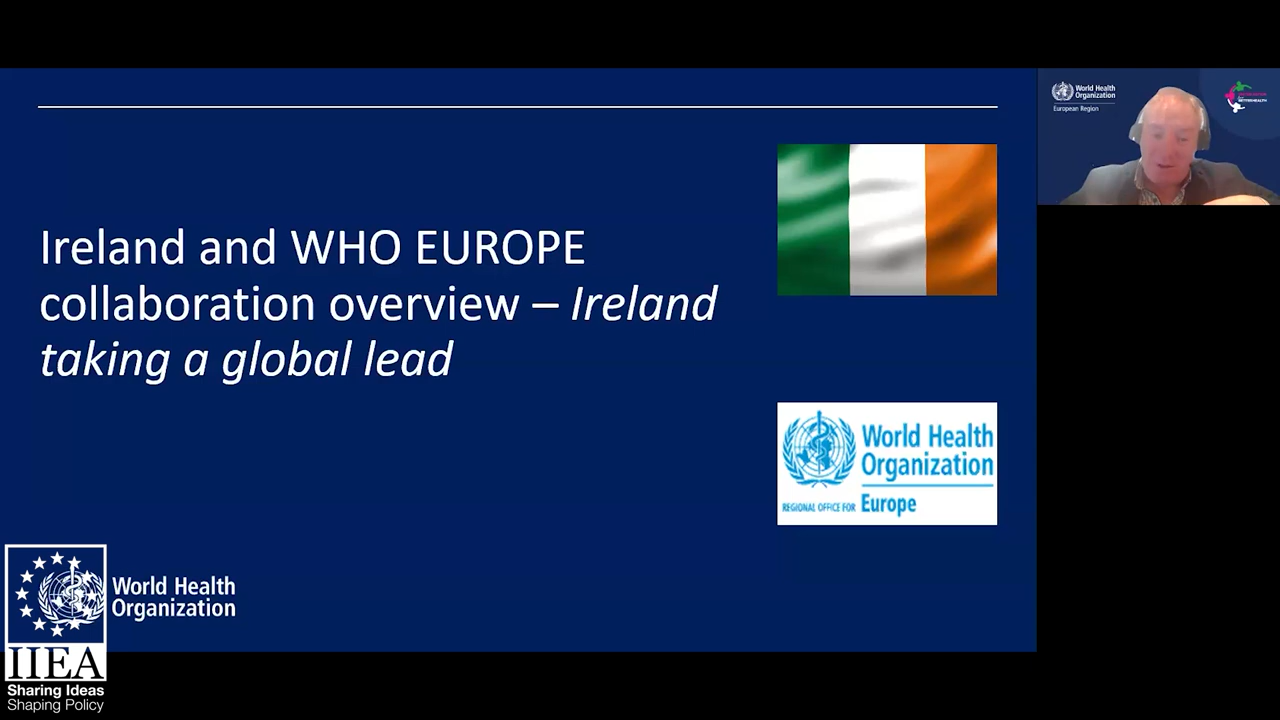 Ireland and WHO EUROPE
collaboration overview – Ireland
taking a global lead
World Health
Organization
REGIONAL OFFICE FOR Europe
World Health
Organization
IIEA
Sharing Ideas
Shaping Policy
World Health
Organization
European Region